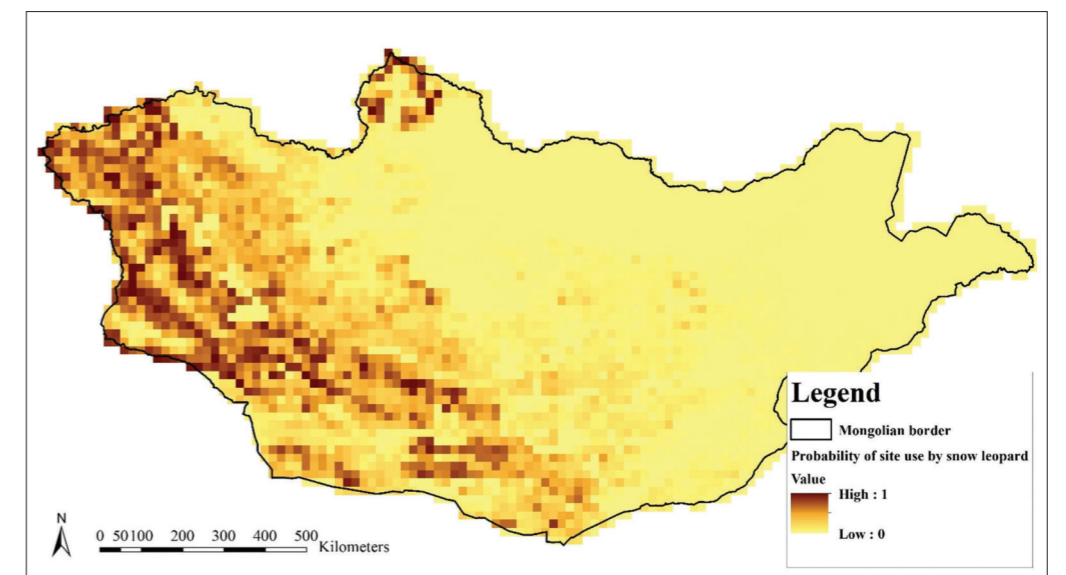 Legend
Mongolian border
Probability of site use by snow leopard
Value
High : 1
Low : 0
N
0 50100 200 300 400 500
Kilometers